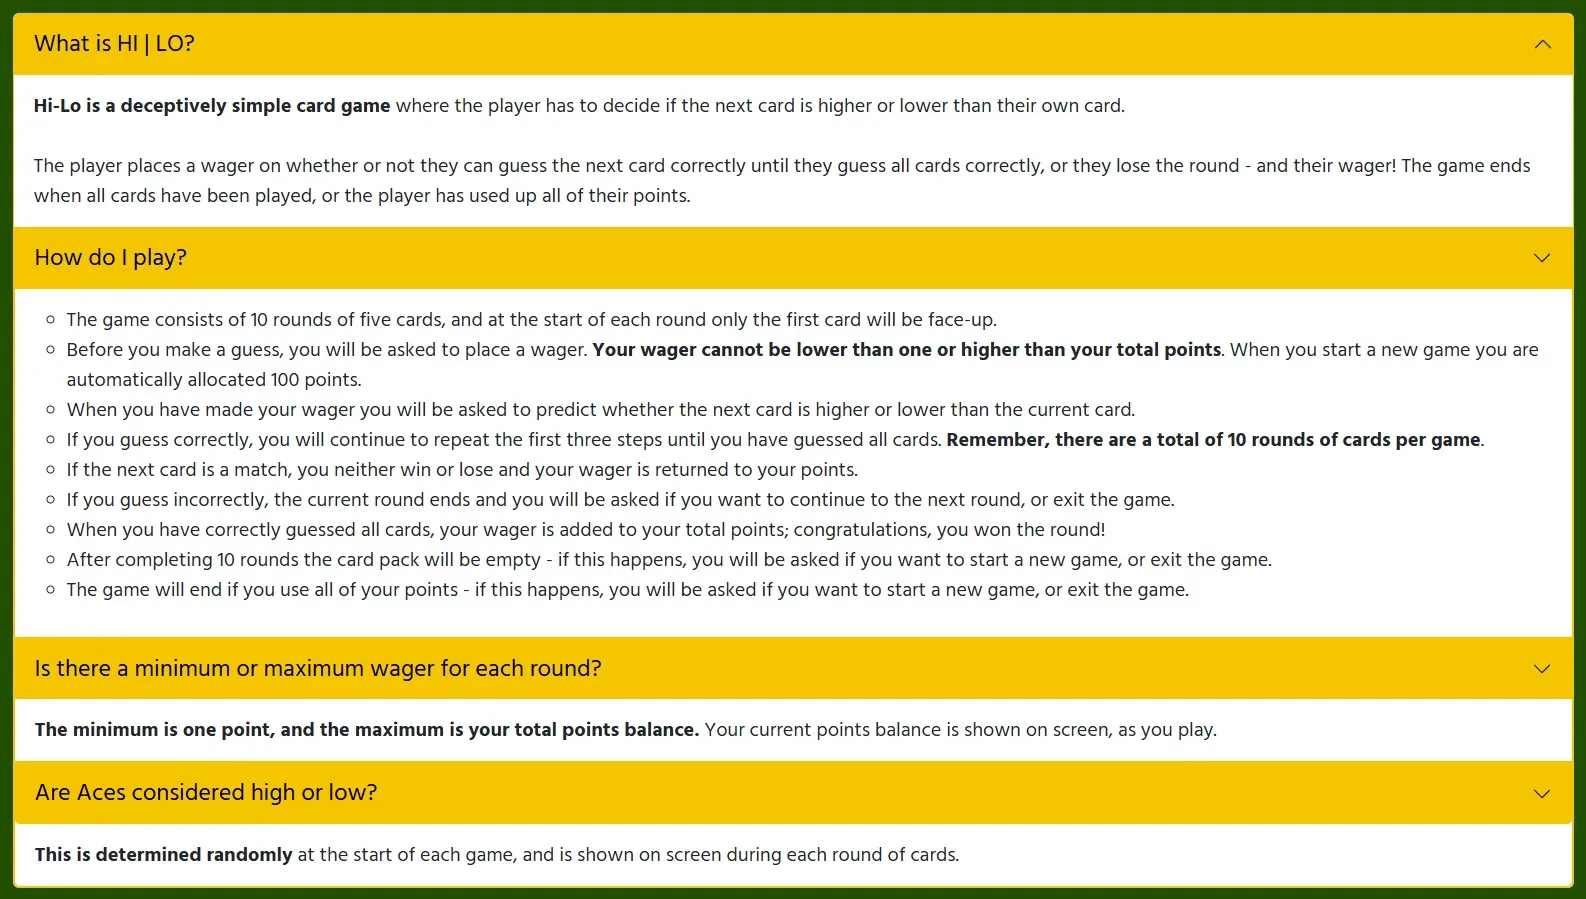 What is HI | LO?
Hi-Lo is a deceptively simple card game where the player has to decide if the next card is higher or lower than their own card.
The player places a wager on whether or not they can guess the next card correctly until they guess all cards correctly, or they lose the round - and their wager! The game ends
when all cards have been played, or the player has used up all of their points.
How do I play?
The game consists of 10 rounds of five cards, and at the start of each round only the first card will be face-up.
Before you make a guess, you will be asked to place a wager. Your wager cannot be lower than one or higher than your total points. When you start a new game you are
automatically allocated 100 points.
When you have made your wager you will be asked to predict whether the next card is higher or lower than the current card.
If you guess correctly, you will continue to repeat the first three steps until you have guessed all cards. Remember, there are a total of 10 rounds of cards per game.
If the next card is a match, you neither win or lose and your wager is returned to your points.
If you guess incorrectly, the current round ends and you will be asked if you want to continue to the next round, or exit the game.
When you have correctly guessed all cards, your wager is added to your total points; congratulations, you won the round!
After completing 10 rounds the card pack will be empty - if this happens, you will be asked if you want to start a new game, or exit the game.
The game will end if you use all of your points - if this happens, you will be asked if you want to start a new game, or exit the game.
Is there a minimum or maximum wager for each round?
The minimum is one point, and the maximum is your total points balance. Your current points balance is shown on screen, as you play.
Are Aces considered high or low?
This is determined randomly at the start of each game, and is shown on screen during each round of cards.